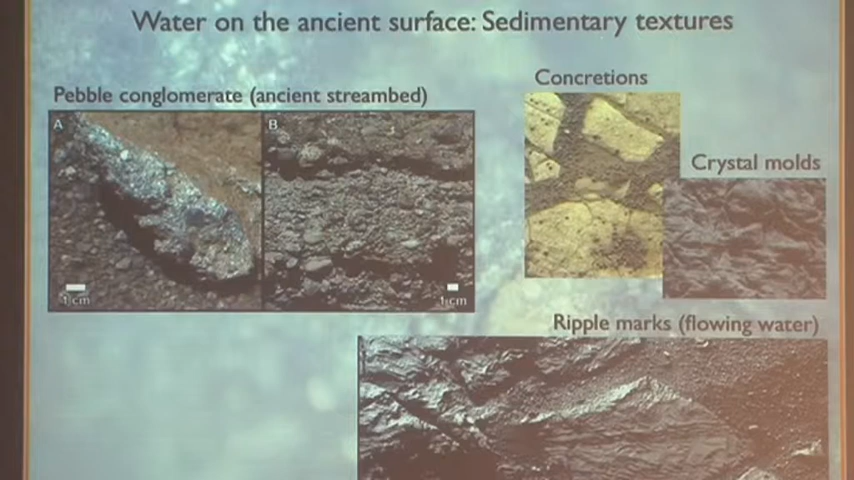 Water on the ancient surface: Sedimentary textures
Concretions
Pebble conglomerate (ancient streambed)
A
B
Crystal molds
1 cm
1 cm
Ripple marks (flowing water)